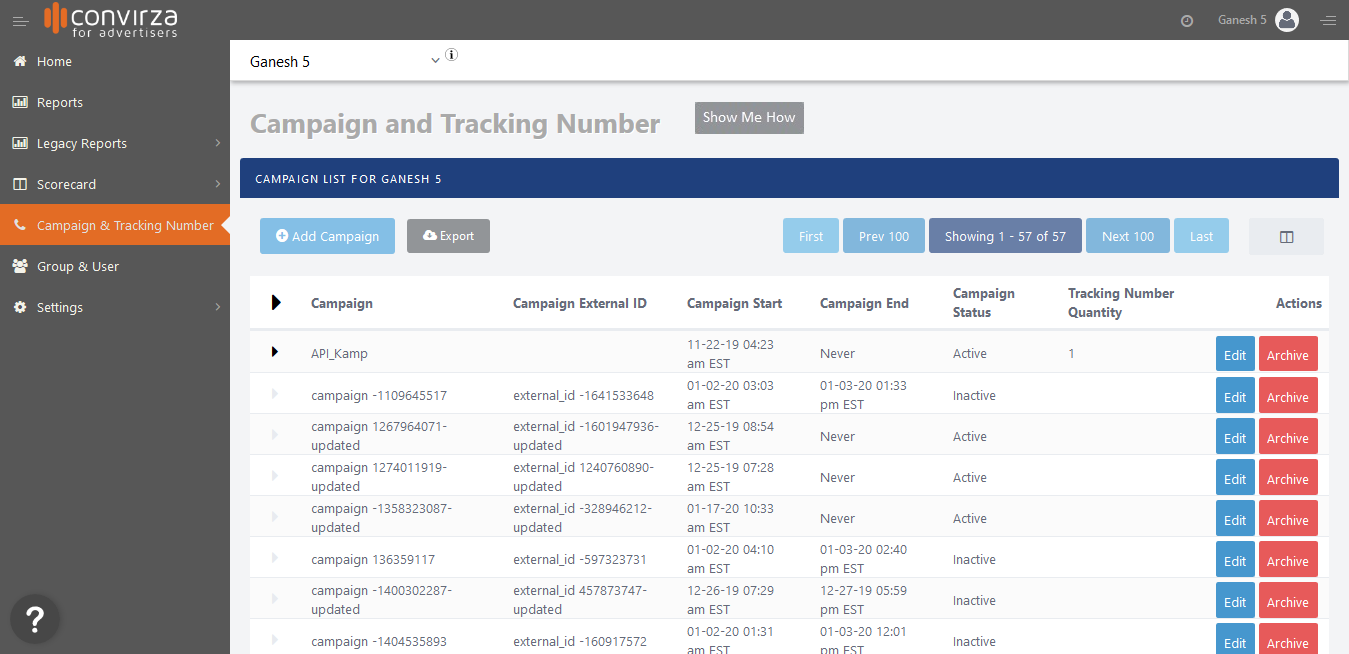 convirza
for advertisers
Ganesh 5
Home
Reports
Legacy Reports
Scorecard
Campaign & Tracking Number
Group & User
Settings
?
Ganesh 5
i
Campaign and Tracking Number
Show Me How
CAMPAIGN LIST FOR GANESH 5
Add Campaign
Export
First
Prev 100
Showing 1 - 57 of 57
Next 100
Last
Campaign
Campaign External ID
Campaign Start
Campaign End
Campaign
Status
Tracking Number
Quantity
Actions
API_Kamp
11-22-19 04:23
am EST
Never
Active
1
Edit
Archive
campaign -1109645517
external_id -1641533648
01-02-20 03:03
am EST
01-03-20 01:33
pm EST
Inactive
Edit
Archive
campaign 1267964071-
updated
external_id -1601947936-
updated
12-25-19 08:54
am EST
Never
Active
Edit
Archive
campaign 1274011919-
updated
external_id 1240760890-
updated
12-25-19 07:28
am EST
Never
Active
Edit
Archive
campaign -1358323087-
updated
external_id -328946212-
updated
01-17-20 10:33
am EST
Never
Active
Edit
Archive
campaign 136359117
external_id -597323731
01-02-20 04:10
am EST
01-03-20 02:40
pm EST
Inactive
Edit
Archive
campaign -1400302287-
updated
external_id 457873747-
updated
12-26-19 07:29
am EST
12-27-19 05:59
pm EST
Inactive
Edit
Archive
campaign -1404535893
external_id -160917572
01-02-20 01:31
am EST
01-03-20 12:01
pm EST
Inactive
Edit
Archive